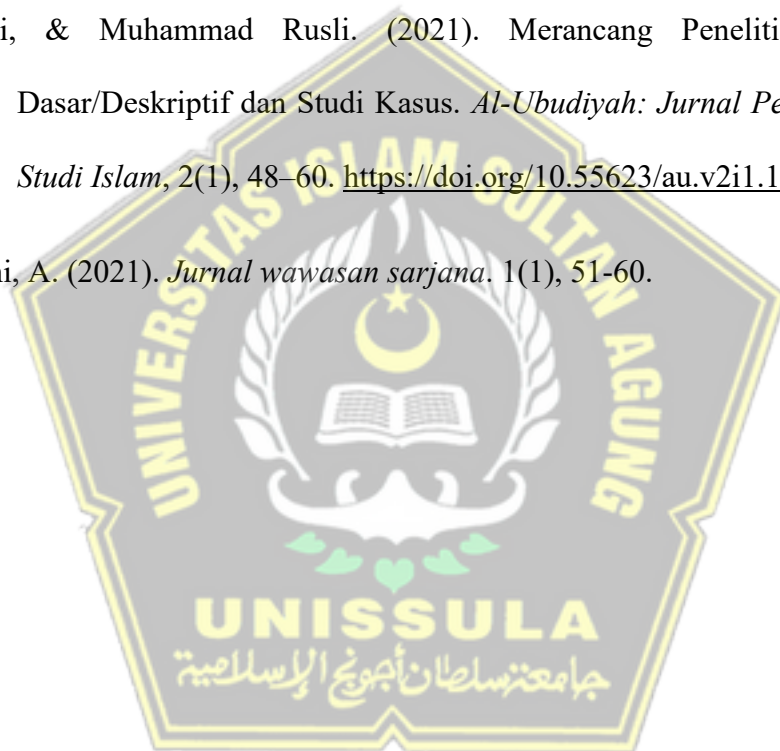 i, & Muhammad Rusli. (2021). Merancang Peneliti
Dasar/Deskriptif dan Studi Kasus. Al-Ubudiyah: Jurnal Pe
Studi Islam, 2(1), 48–60. https://doi.org/10.55623/au.v2i1.1
i, A. (2021). Jurnal wawasan sarjana. 1(1), 51-60.
UNIVERSITAS ISLAM SULTAN AGUNG
UNISSULA
جامعة سلطان أجونج الإسلامية